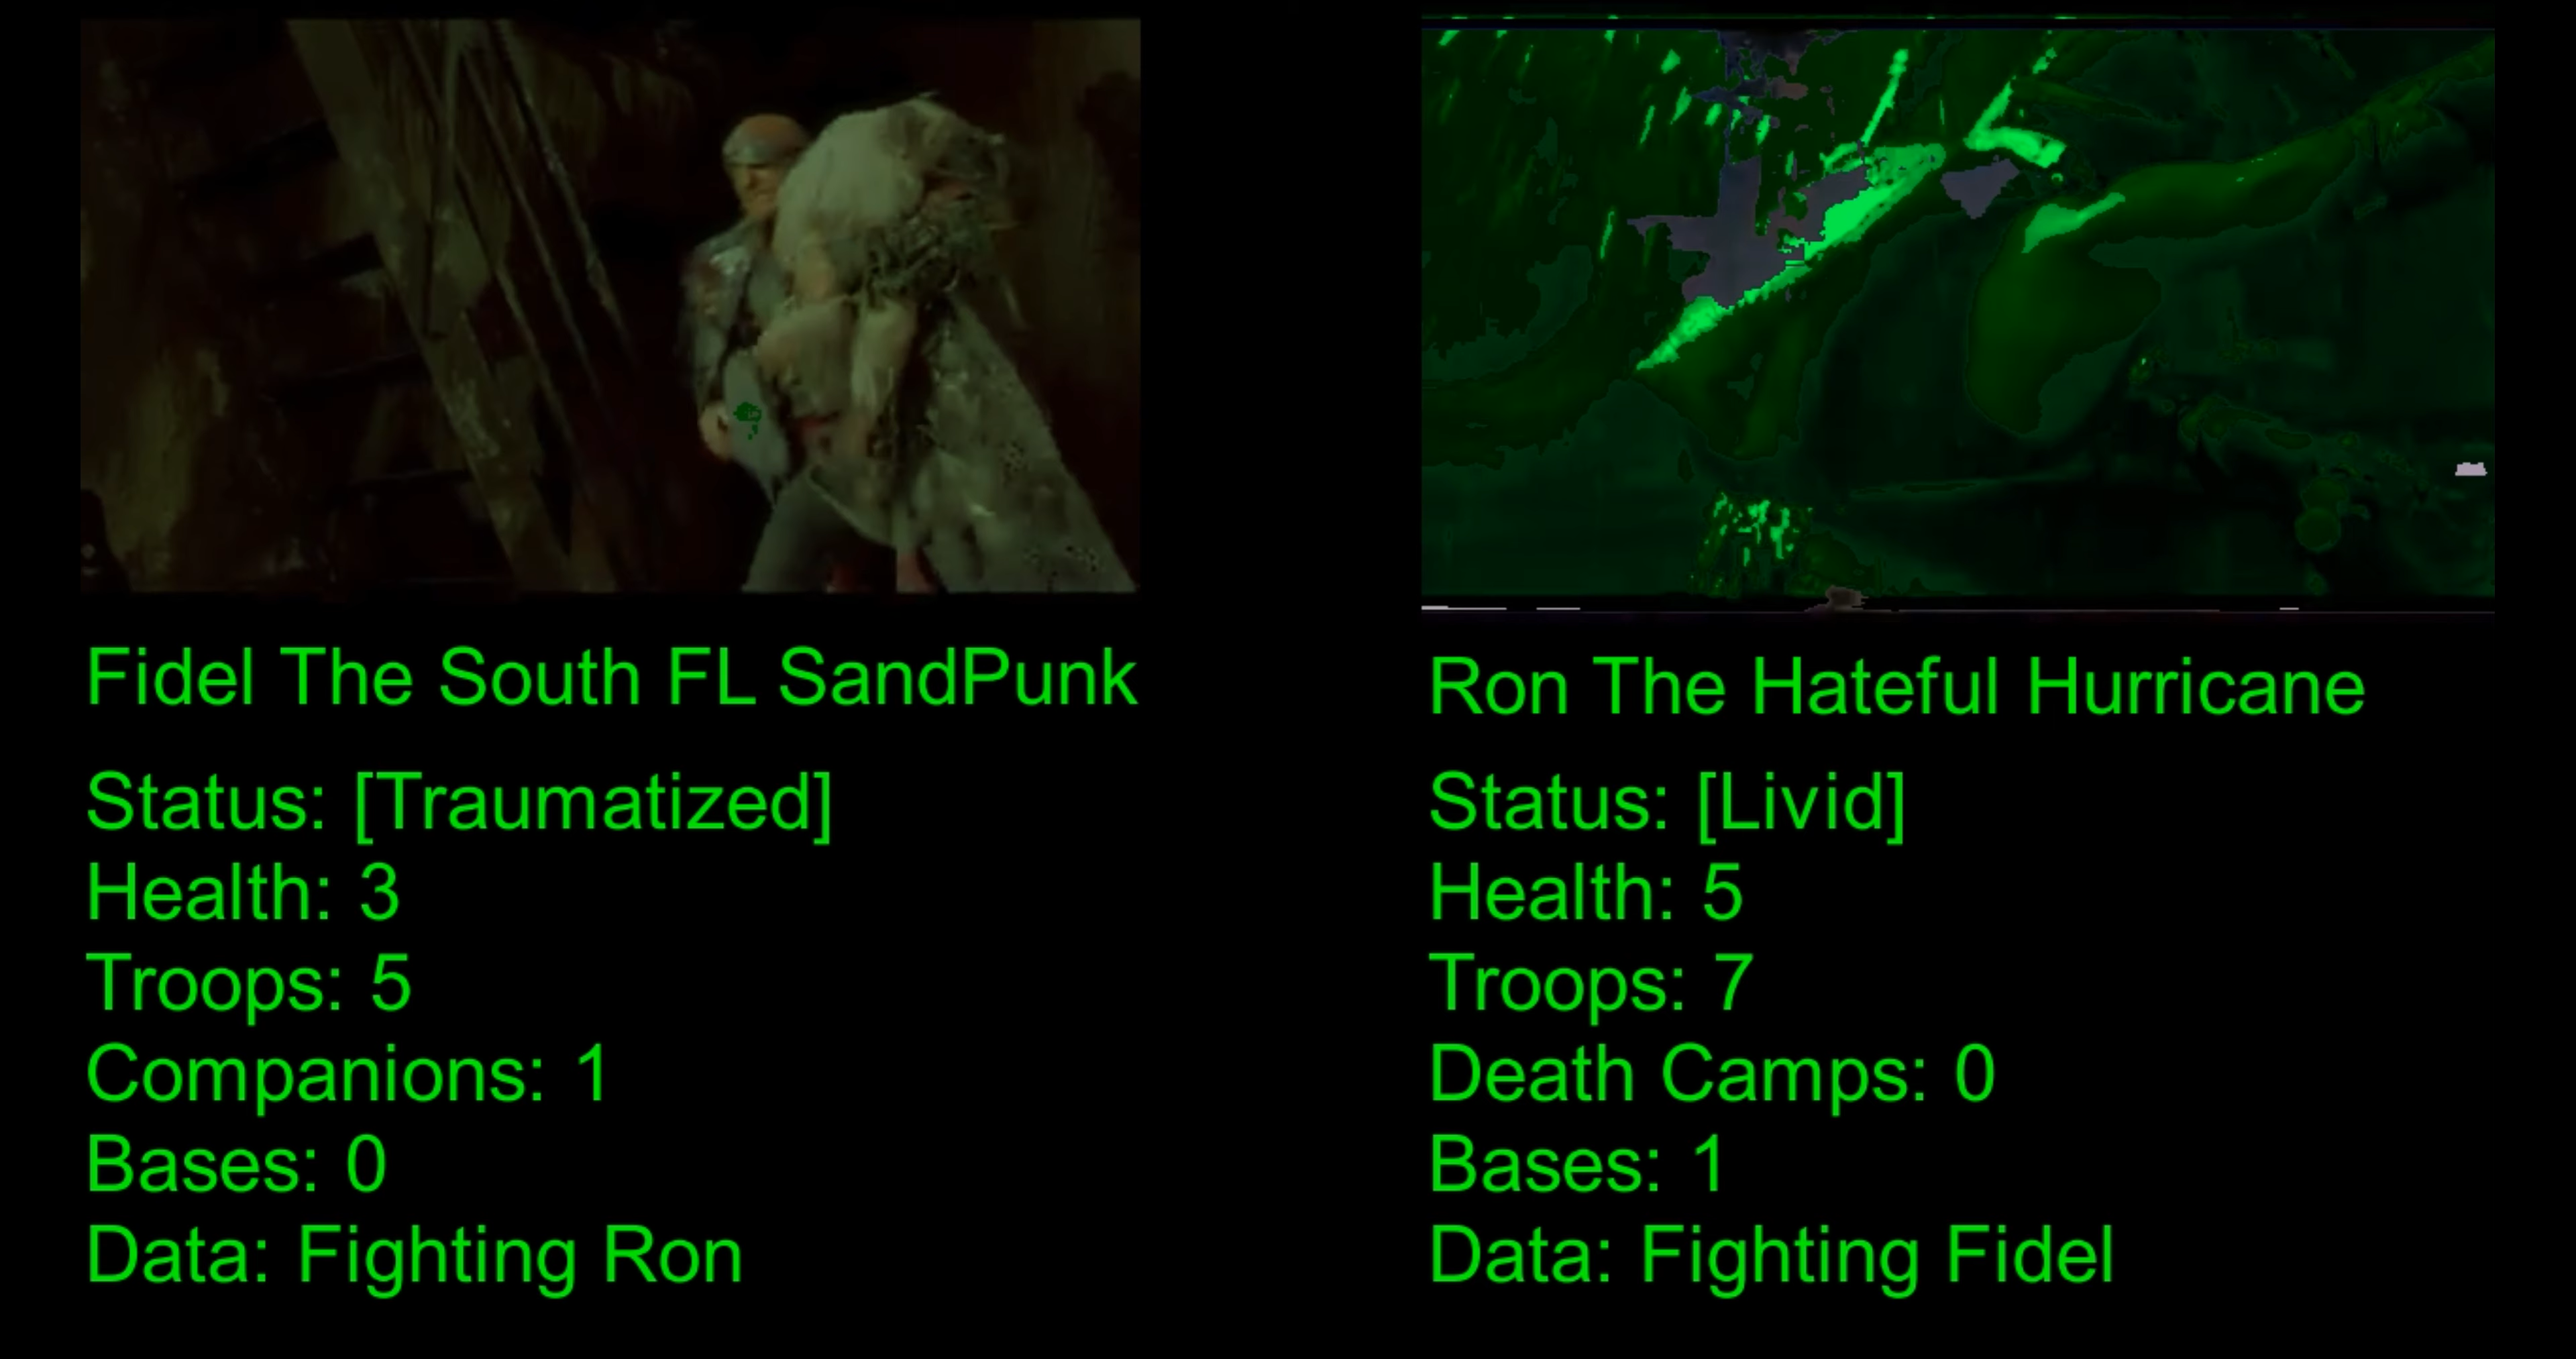 Fidel The South FL SandPunk
Status: [Traumatized]
Health: 3
Troops: 5
Companions: 1
Bases: 0
Data: Fighting Ron
Ron The Hateful Hurricane
Status: [Livid]
Health: 5
Troops: 7
Death Camps: 0
Bases: 1
Data: Fighting Fidel